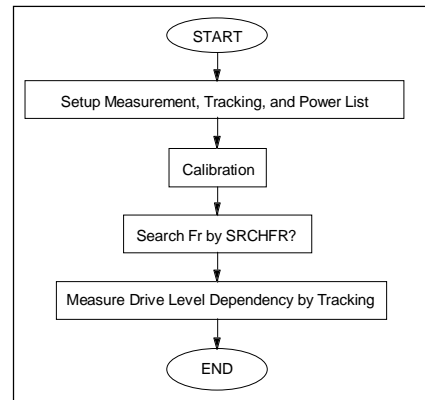 START
Setup Measurement, Tracking, and Power List
Calibration
Search Fr by SRCHFR?
Measure Drive Level Dependency by Tracking
END